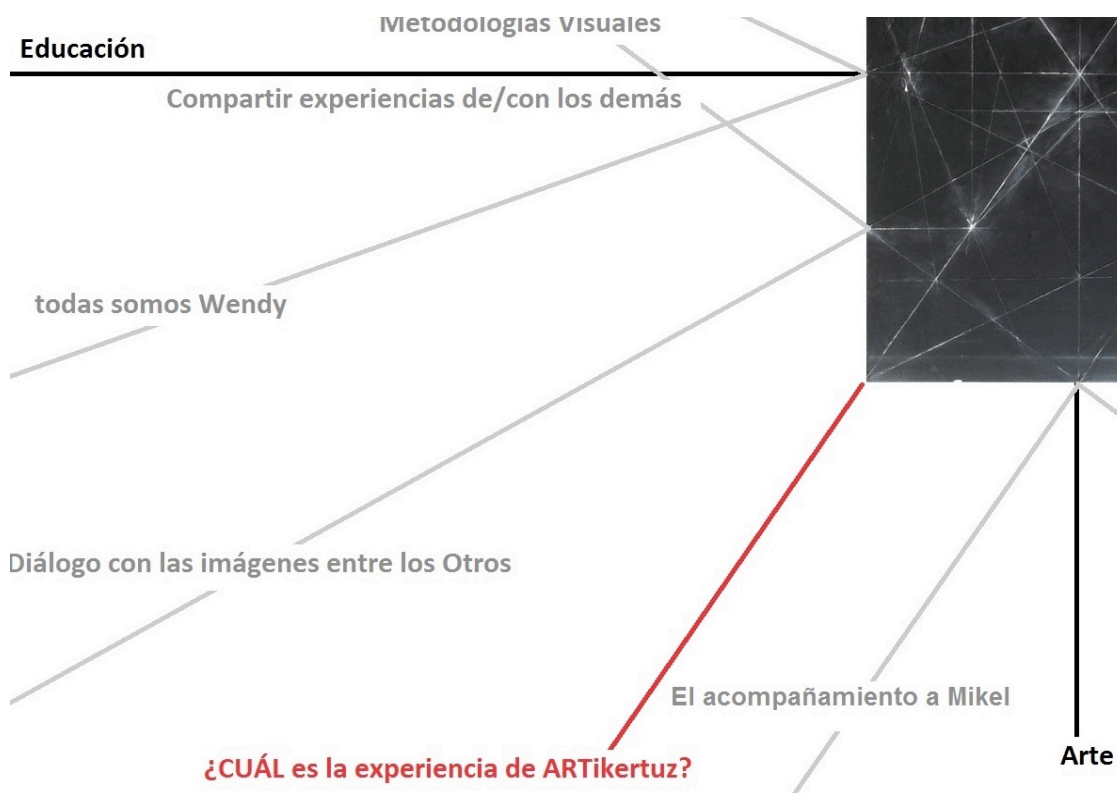 Metodologías Visuales
Educación
Compartir experiencias de/con los demás
todas somos Wendy
Diálogo con las imágenes entre los Otros
El acompañamiento a Mikel
Arte
¿CUÁL es la experiencia de ARTikertuz?